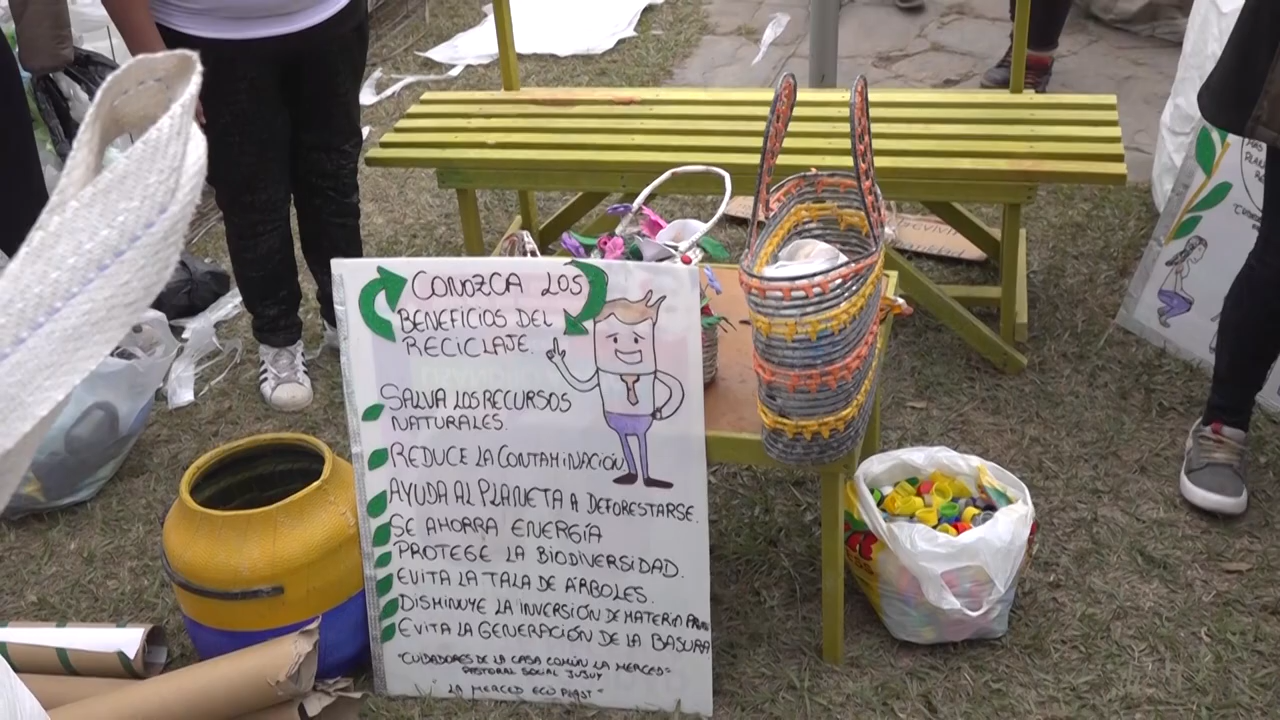 CONOZCA LOS
BENEFICIOS DEL
RECICLAJE.
SALVA LOS RECURSOS
NATURALES.
REDUCE LA CONTAMINACIÓN
AYUDA AL PLANETA A DEFORESTARSE.
SE AHORRA ENERGÍA
PROTEGE LA BIODIVERSIDAD.
EVITA LA TALA DE ÁRBOLES.
DISMINUYE LA INVERSIÓN DE MATERIA PRIMA
EVITA LA GENERACIÓN DE LA BASURA
"CUIDADORES DE LA CASA COMÚN LA MERCED"
PASTORAL SOCIAL JUJUY
"LA MERCED ECO PLAST"